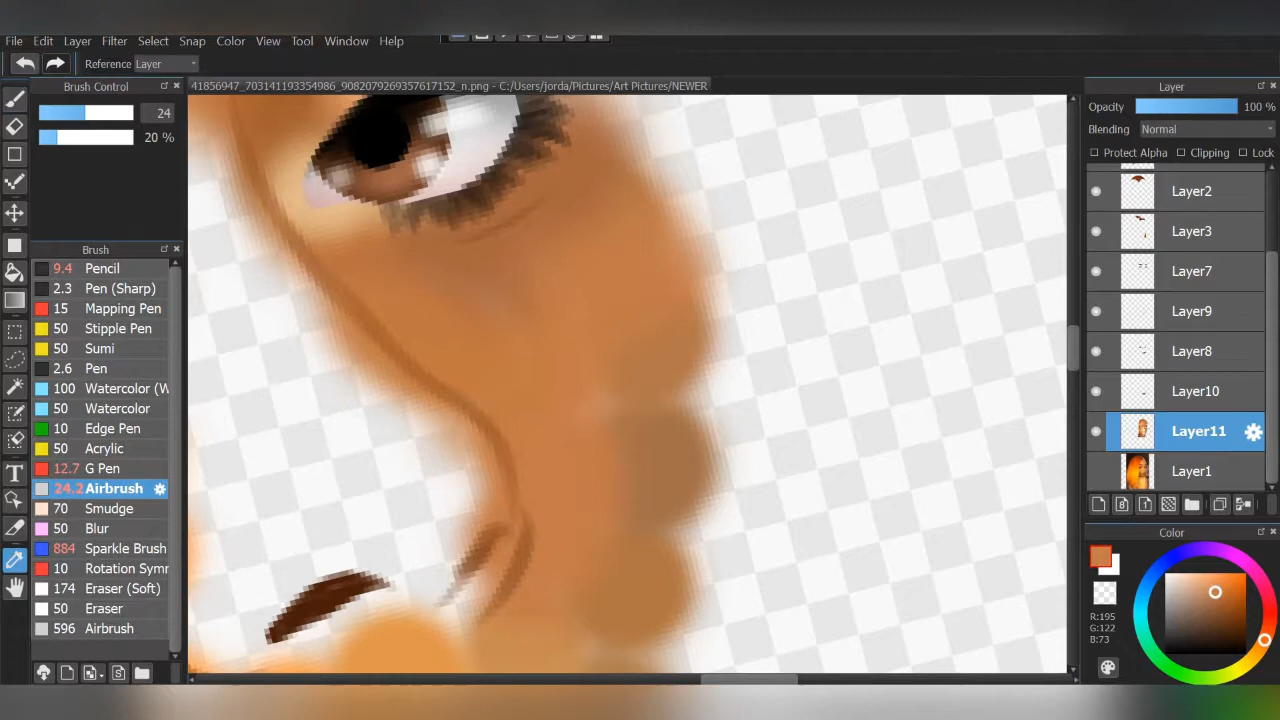 File Edit Layer Filter Select Snap Color View Tool Window Help
Reference Layer
Brush Control
41856947_703141193354986_9082079269357617152_n.png - C:/Users/jorda/Pictures/Art Pictures/NEWER
Layer
24
20 %
Opacity 100 %
Blending Normal
Protect Alpha Clipping Lock
Brush
9.4 Pencil
2.3 Pen (Sharp)
15 Mapping Pen
50 Stipple Pen
50 Sumi
2.6 Pen
100 Watercolor (W
50 Watercolor
10 Edge Pen
50 Acrylic
12.7 G Pen
24.2 Airbrush
70 Smudge
50 Blur
884 Sparkle Brush
10 Rotation Symr
174 Eraser (Soft)
50 Eraser
596 Airbrush
Layer2
Layer3
Layer7
Layer9
Layer8
Layer10
Layer11
Layer1
8
1
S
T
Color
R:195
G:122
B:73